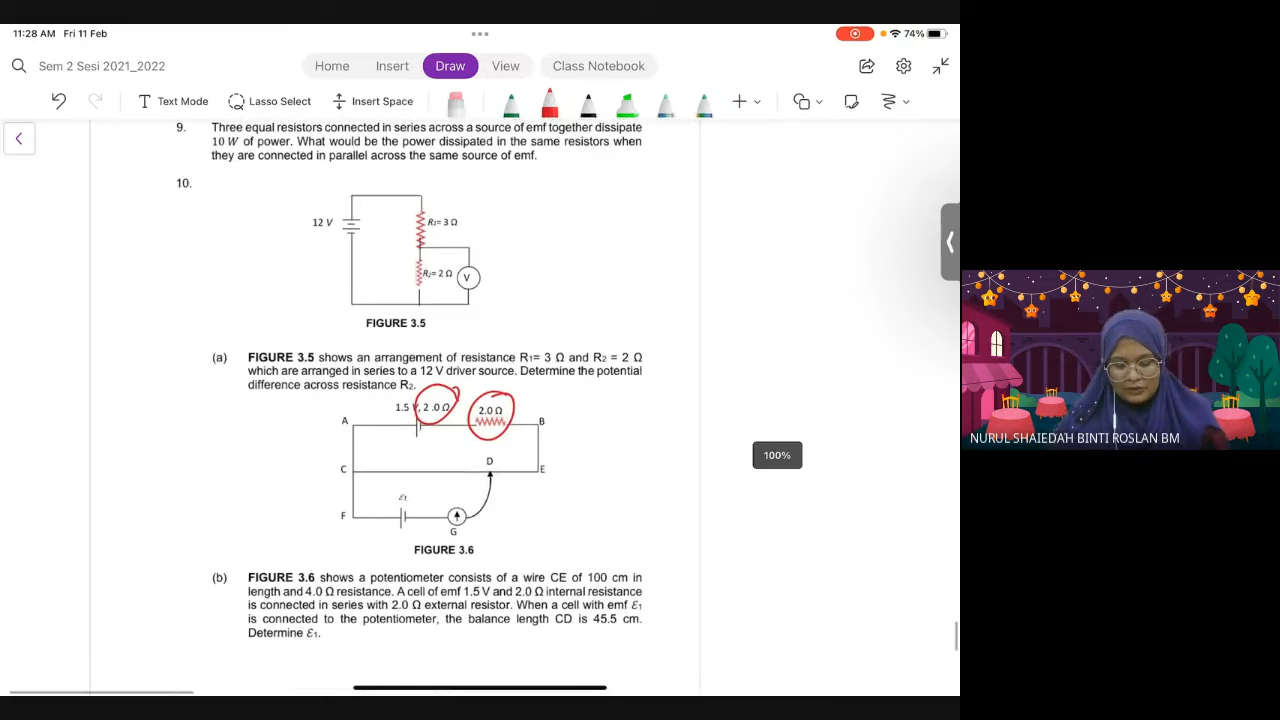 11:28 AM Fri 11 Feb
74%
Sem 2 Sesi 2021_2022
Home Insert Draw View Class Notebook
Text Mode Lasso Select Insert Space
9. Three equal resistors connected in series across a source of emf together dissipate
10 W of power. What would be the power dissipated in the same resistors when
they are connected in parallel across the same source of emf.
10.
12 V
R₁= 3 Ω
R₂= 2 Ω
V
FIGURE 3.5
(a) FIGURE 3.5 shows an arrangement of resistance R1= 3 Ω and R2 = 2 Ω
which are arranged in series to a 12 V driver source. Determine the potential
difference across resistance R2.
1.5 V, 2.0 Ω
2.0 Ω
A
B
D
C
E
ε₁
F
G
FIGURE 3.6
(b) FIGURE 3.6 shows a potentiometer consists of a wire CE of 100 cm in
length and 4.0 Ω resistance. A cell of emf 1.5 V and 2.0 Ω internal resistance
is connected in series with 2.0 Ω external resistor. When a cell with emf ε₁
is connected to the potentiometer, the balance length CD is 45.5 cm.
Determine ε₁.
100%
NURUL SHAIEDAH BINTI ROSLAN BM